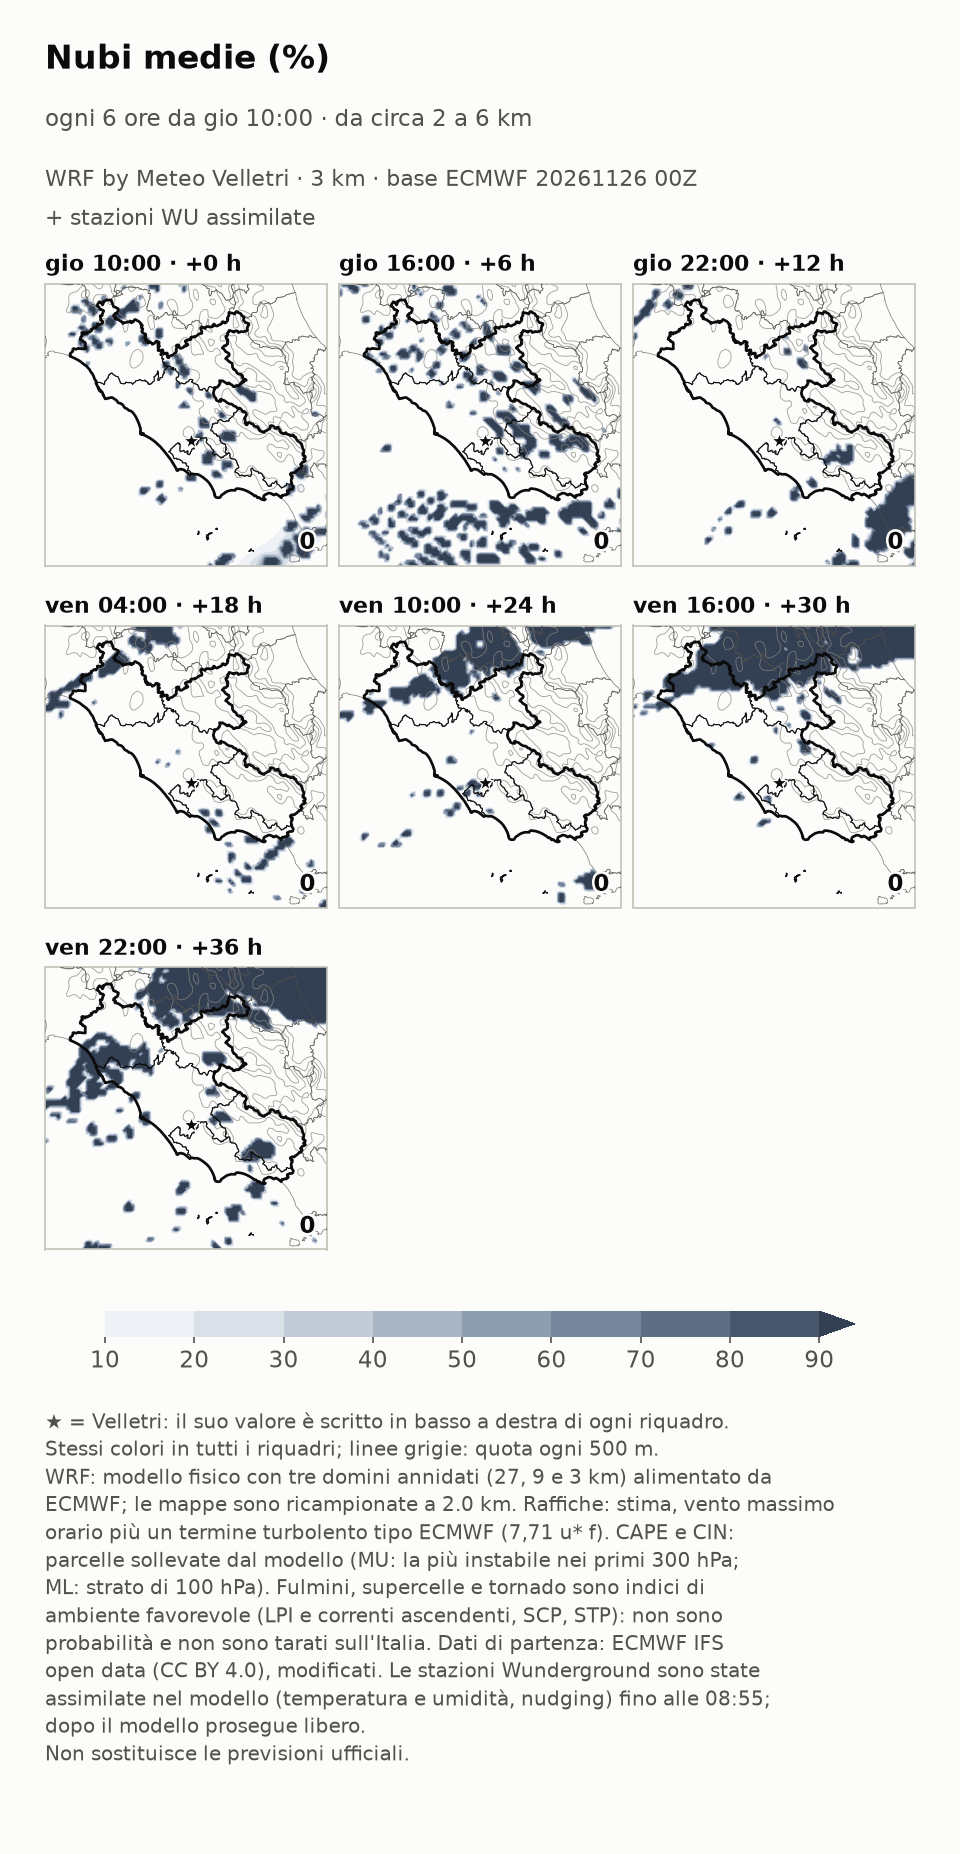 Nubi medie (%)
ogni 6 ore da gio 10:00 · da circa 2 a 6 km
WRF by Meteo Velletri · 3 km · base ECMWF 20261126 00Z
+ stazioni WU assimilate
gio 10:00 · +0 h
gio 16:00 · +6 h
gio 22:00 · +12 h
0
0
0
ven 04:00 · +18 h
ven 10:00 · +24 h
ven 16:00 · +30 h
0
0
0
ven 22:00 · +36 h
0
10 20 30 40 50 60 70 80 90
★ = Velletri: il suo valore è scritto in basso a destra di ogni riquadro.
Stessi colori in tutti i riquadri; linee grigie: quota ogni 500 m.
WRF: modello fisico con tre domini annidati (27, 9 e 3 km) alimentato da
ECMWF; le mappe sono ricampionate a 2.0 km. Raffiche: stima, vento massimo
orario più un termine turbolento tipo ECMWF (7,71 u* f). CAPE e CIN:
parcelle sollevate dal modello (MU: la più instabile nei primi 300 hPa;
ML: strato di 100 hPa). Fulmini, supercelle e tornado sono indici di
ambiente favorevole (LPI e correnti ascendenti, SCP, STP): non sono
probabilità e non sono tarati sull'Italia. Dati di partenza: ECMWF IFS
open data (CC BY 4.0), modificati. Le stazioni Wunderground sono state
assimilate nel modello (temperatura e umidità, nudging) fino alle 08:55;
dopo il modello prosegue libero.
Non sostituisce le previsioni ufficiali.